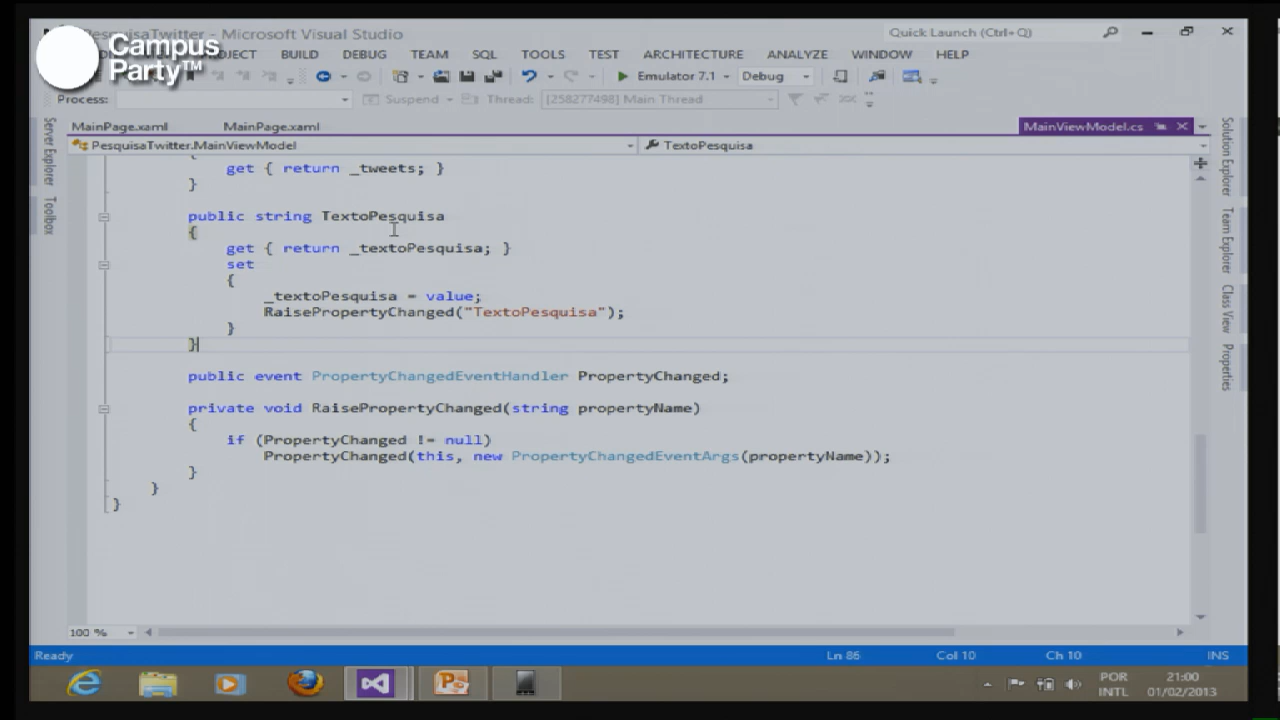 Campus
Party™
PesquisaTwitter - Microsoft Visual Studio
Quick Launch (Ctrl+Q)
BUILD DEBUG TEAM SQL TOOLS TEST ARCHITECTURE ANALYZE WINDOW HELP
Emulator 7.1 Debug
Process: Suspend Thread: [258277498] Main Thread
MainPage.xaml MainPage.xaml MainViewModel.cs
PesquisaTwitter.MainViewModel TextoPesquisa
Server Explorer
Toolbox
Solution Explorer
Team Explorer
Class View
Properties
{
get { return _tweets; }
}
public string TextoPesquisa
{
get { return _textoPesquisa; }
set
{
_textoPesquisa = value;
RaisePropertyChanged("TextoPesquisa");
}
}
public event PropertyChangedEventHandler PropertyChanged;
private void RaisePropertyChanged(string propertyName)
{
if (PropertyChanged != null)
PropertyChanged(this, new PropertyChangedEventArgs(propertyName));
}
}
}
100 %
Ready Ln 86 Col 10 Ch 10 INS
POR 21:00
INTL 01/02/2013